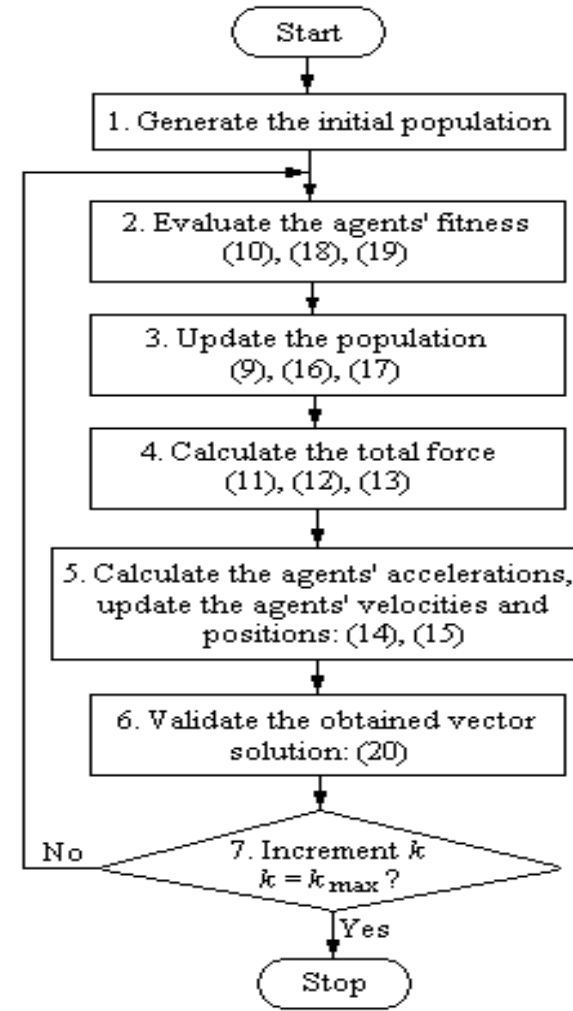 Start
1. Generate the initial population
2. Evaluate the agents' fitness
(10), (18), (19)
3. Update the population
(9), (16), (17)
4. Calculate the total force
(11), (12), (13)
5. Calculate the agents' accelerations,
update the agents' velocities and
positions: (14), (15)
6. Validate the obtained vector
solution: (20)
No
7. Increment k
k = k max ?
Yes
Stop